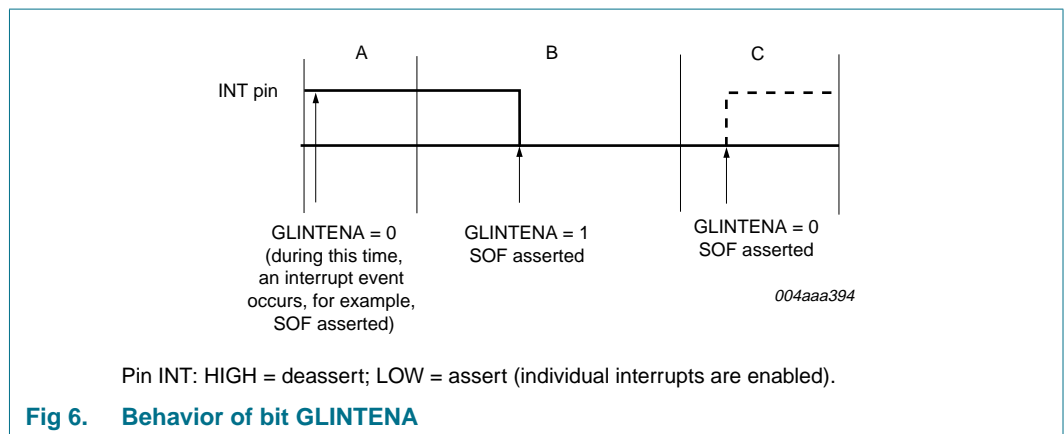 A
B
C
INT pin
GLINTENA = 0
(during this time,
an interrupt event
occurs, for example,
SOF asserted)
GLINTENA = 1
SOF asserted
GLINTENA = 0
SOF asserted
004aaa394
Pin INT: HIGH = deassert; LOW = assert (individual interrupts are enabled).
Fig 6. Behavior of bit GLINTENA